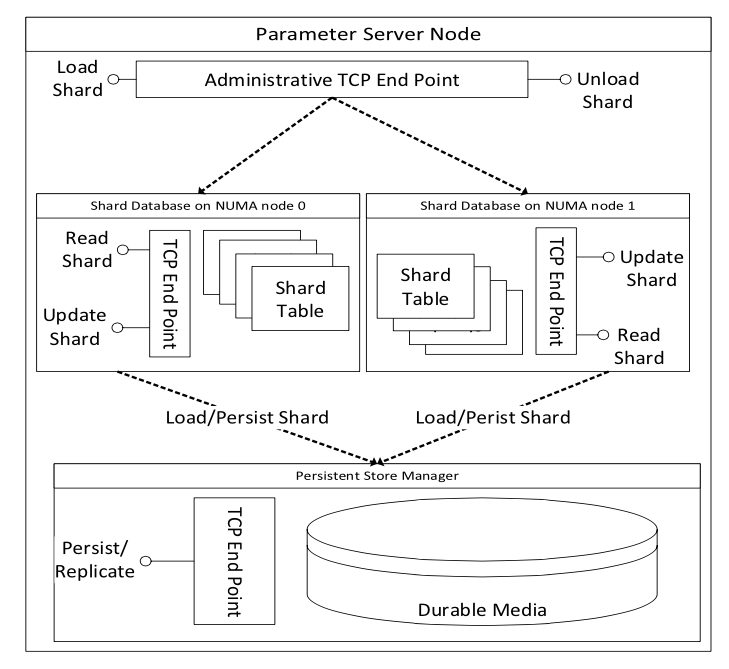 Parameter Server Node
Load
Shard
Administrative TCP End Point
Unload
Shard
Shard Database on NUMA node 0
Read
Shard
Update
Shard
TCP End Point
Shard
Table
Shard Database on NUMA node 1
Shard
Table
TCP End Point
Update
Shard
Read
Shard
Load/Persist Shard
Load/Perist Shard
Persistent Store Manager
Persist/
Replicate
TCP End Point
Durable Media